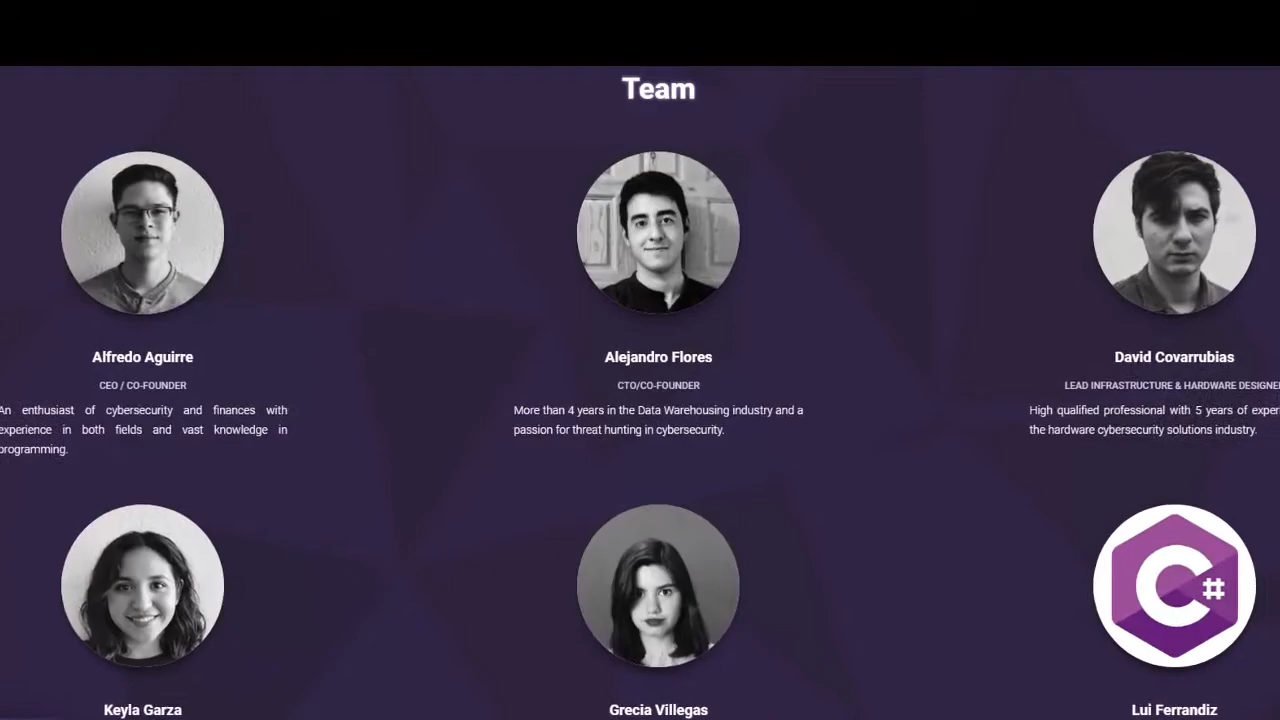 Team
Alfredo Aguirre
CEO / CO-FOUNDER
An enthusiast of cybersecurity and finances with
experience in both fields and vast knowledge in
programming.
Alejandro Flores
CTO/CO-FOUNDER
More than 4 years in the Data Warehousing industry and a
passion for threat hunting in cybersecurity.
David Covarrubias
LEAD INFRASTRUCTURE & HARDWARE DESIGNE
High qualified professional with 5 years of exper
the hardware cybersecurity solutions industry.
C#
Keyla Garza
Grecia Villegas
Lui Ferrandiz